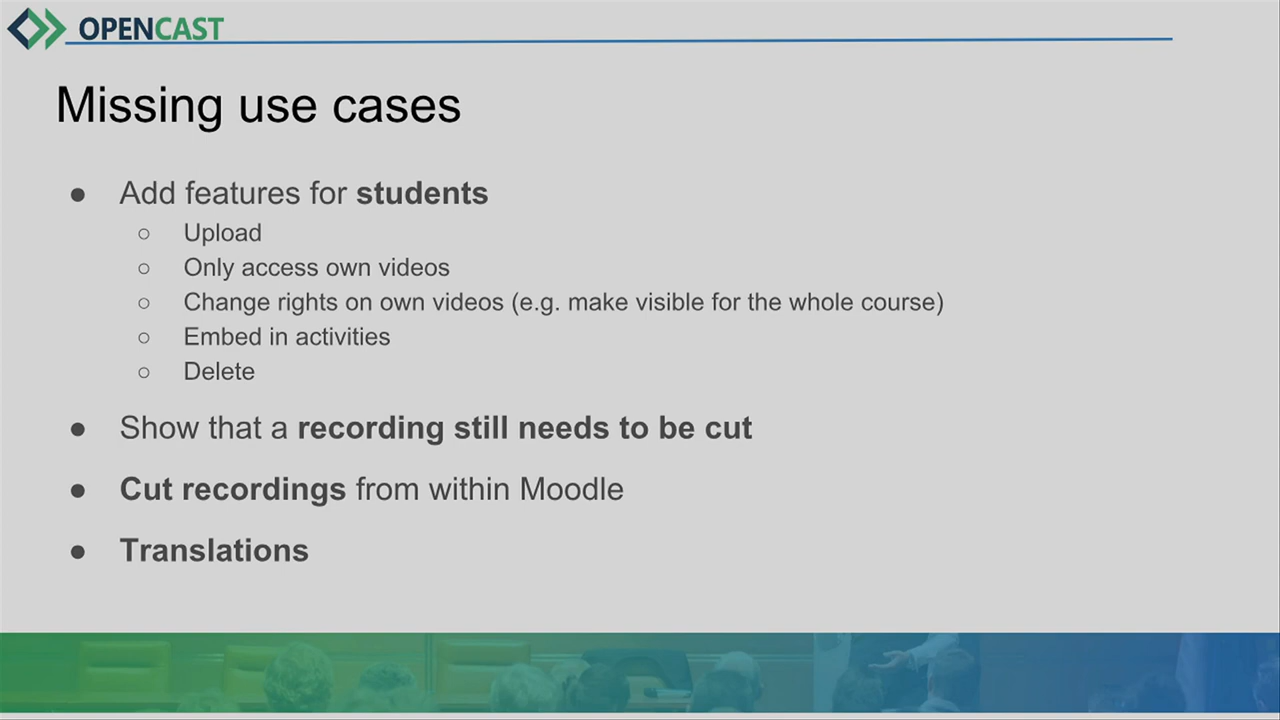 OPENCAST
Missing use cases
● Add features for students
○ Upload
○ Only access own videos
○ Change rights on own videos (e.g. make visible for the whole course)
○ Embed in activities
○ Delete
● Show that a recording still needs to be cut
● Cut recordings from within Moodle
● Translations